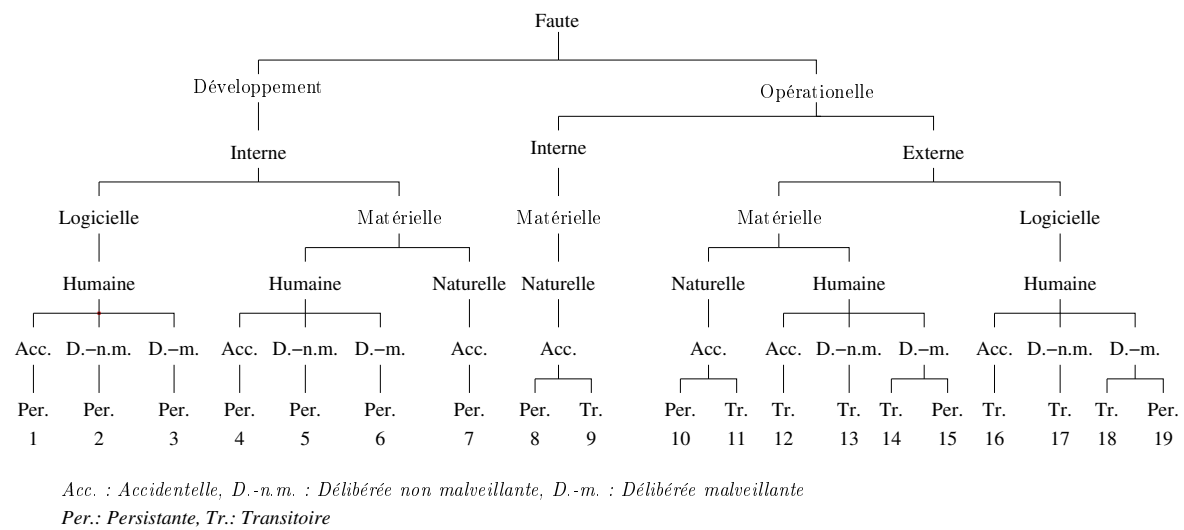 Faute
Développement Opérationelle
Interne Interne Externe
Logicielle Matérielle Matérielle Matérielle Logicielle
Humaine Humaine Naturelle Naturelle Naturelle Humaine Humaine
Acc. D.–n.m. D.–m. Acc. D.–n.m. D.–m. Acc. Acc. Acc. Acc. D.–n.m. D.–m. Acc. D.–n.m. D.–m.
Per. Per. Per. Per. Per. Per. Per. Per. Tr. Per. Tr. Tr. Tr. Tr. Per. Tr. Tr. Tr. Per.
1 2 3 4 5 6 7 8 9 10 11 12 13 14 15 16 17 18 19
Acc. : Accidentelle, D.-n.m. : Délibérée non malveillante, D.-m. : Délibérée malveillante
Per.: Persistante, Tr.: Transitoire